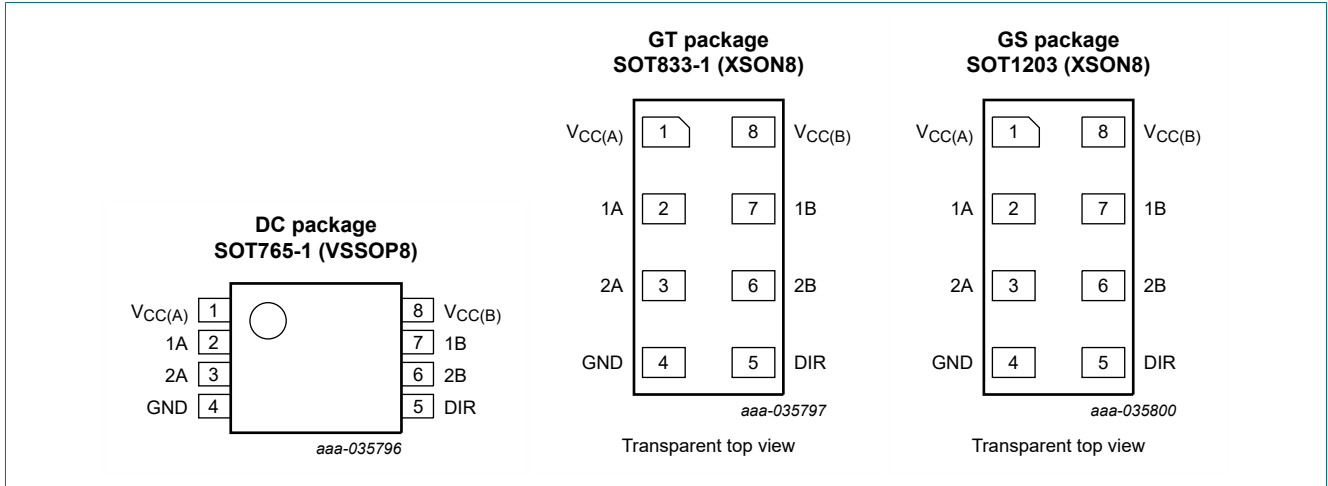 DC package
SOT765-1 (VSSOP8)
VCC(A) 1 8 VCC(B)
1A 2 7 1B
2A 3 6 2B
GND 4 5 DIR
aaa-035796
GT package
SOT833-1 (XSON8)
VCC(A) 1 8 VCC(B)
1A 2 7 1B
2A 3 6 2B
GND 4 5 DIR
aaa-035797
Transparent top view
GS package
SOT1203 (XSON8)
VCC(A) 1 8 VCC(B)
1A 2 7 1B
2A 3 6 2B
GND 4 5 DIR
aaa-035800
Transparent top view